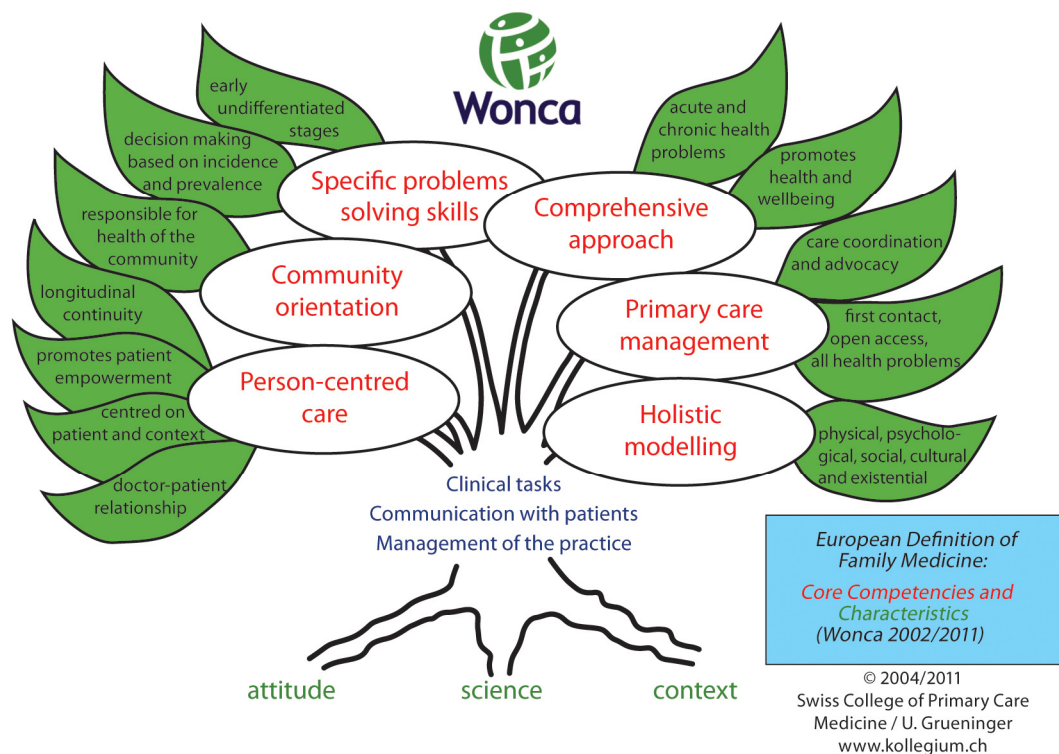 Wonca
early
undifferentiated
stages
decision making
based on incidence
and prevalence
responsible for
health of the
community
longitudinal
continuity
promotes patient
empowerment
centred on
patient and context
doctor-patient
relationship
Specific problems
solving skills
Community
orientation
Person-centred
care
Comprehensive
approach
Primary care
management
Holistic
modelling
acute and
chronic health
problems
promotes
health and
wellbeing
care coordination
and advocacy
first contact,
open access,
all health problems
physical, psycholo-
gical, social, cultural
and existential
Clinical tasks
Communication with patients
Management of the practice
attitude
science
context
European Definition of
Family Medicine:
Core Competencies and
Characteristics
(Wonca 2002/2011)
© 2004/2011
Swiss College of Primary Care
Medicine / U. Grueninger
www.kollegium.ch